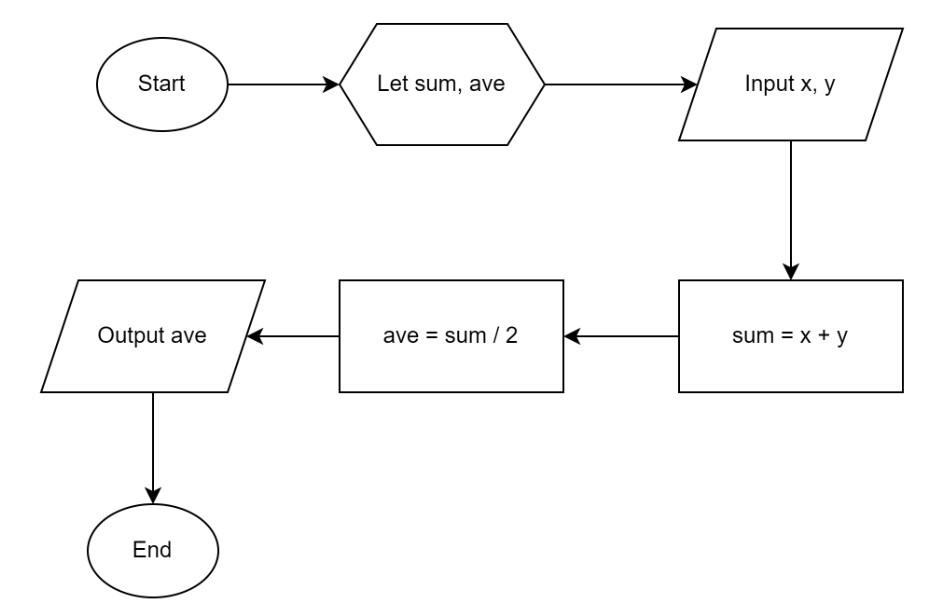 Start
Let sum, ave
Input x, y
sum = x + y
ave = sum / 2
Output ave
End